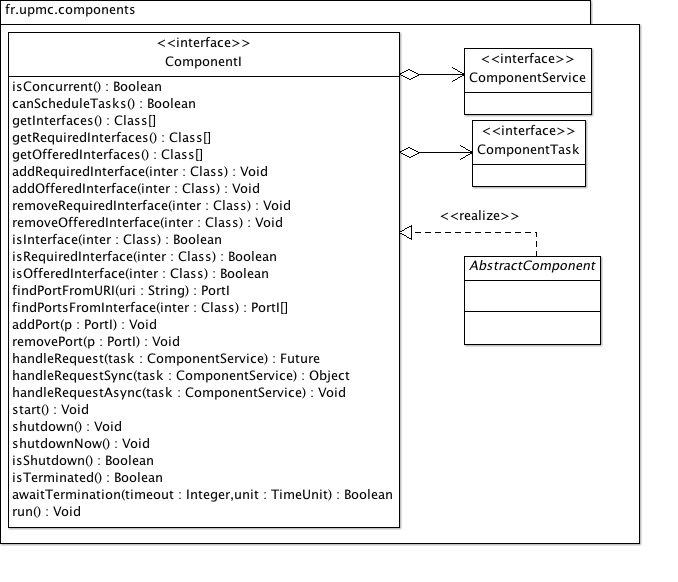 fr.upmc.components
<<interface>>
ComponentI
isConcurrent() : Boolean
canScheduleTasks() : Boolean
getInterfaces() : Class[]
getRequiredInterfaces() : Class[]
getOfferedInterfaces() : Class[]
addRequiredInterface(inter : Class) : Void
addOfferedInterface(inter : Class) : Void
removeRequiredInterface(inter : Class) : Void
removeOfferedInterface(inter : Class) : Void
isInterface(inter : Class) : Boolean
isRequiredInterface(inter : Class) : Boolean
isOfferedInterface(inter : Class) : Boolean
findPortFromURI(uri : String) : PortI
findPortsFromInterface(inter : Class) : PortI[]
addPort(p : PortI) : Void
removePort(p : PortI) : Void
handleRequest(task : ComponentService) : Future
handleRequestSync(task : ComponentService) : Object
handleRequestAsync(task : ComponentService) : Void
start() : Void
shutdown() : Void
shutdownNow() : Void
isShutdown() : Boolean
isTerminated() : Boolean
awaitTermination(timeout : Integer,unit : TimeUnit) : Boolean
run() : Void
<<interface>>
ComponentService
<<interface>>
ComponentTask
<<realize>>
AbstractComponent